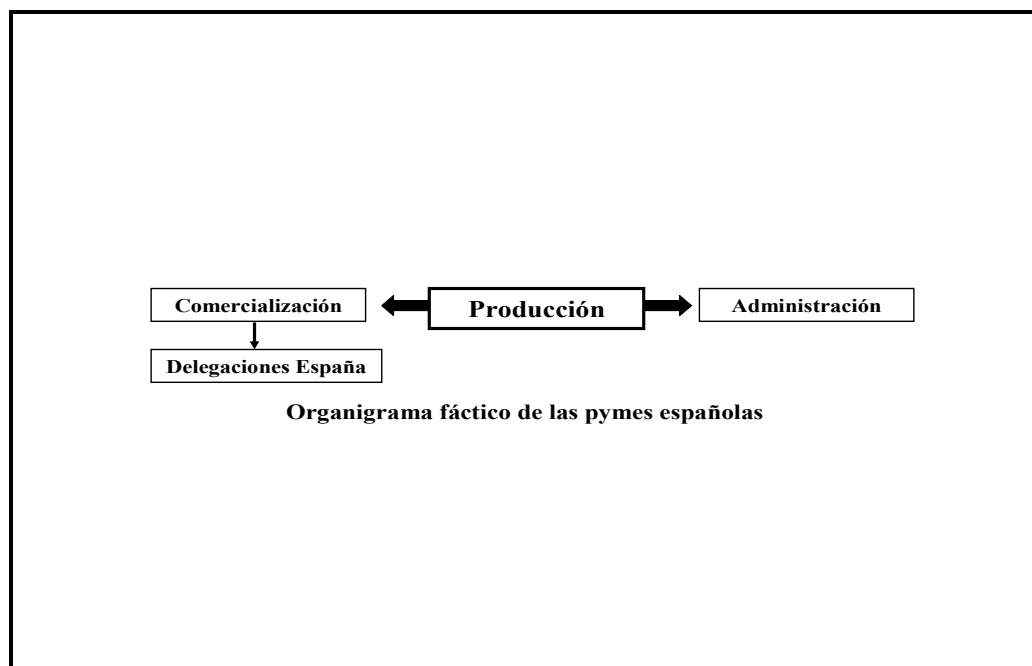 Comercialización
Producción
Administración
Delegaciones España
Organigrama fáctico de las pymes españolas